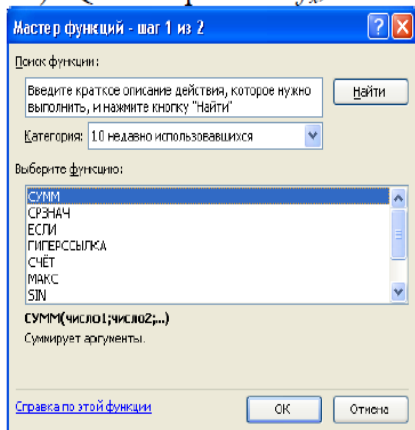 Мастер функций - шаг 1 из 2
Поиск функции:
Введите краткое описание действия, которое нужно
выполнить, и нажмите кнопку "Найти"
Найти
Категория: 10 недавно использовавшихся
Выберите функцию:
СУММ
СРЗНАЧ
ЕСЛИ
ГИПЕРССЫЛКА
СЧЁТ
МАКС
SIN
СУММ(число1;число2;...)
Суммирует аргументы.
Справка по этой функции
ОК
Отмена